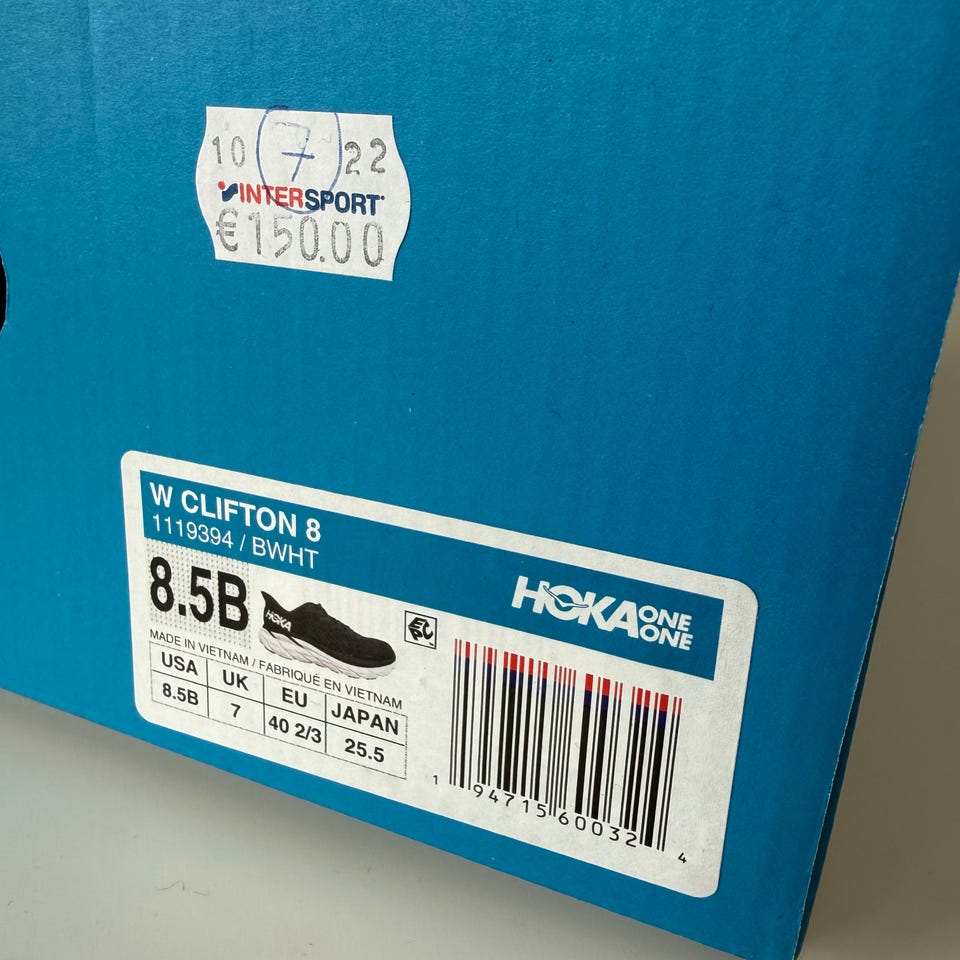 10 7 22
INTERSPORT
€150.00
W CLIFTON 8
1119394 / BWHT
HOKA ONE ONE
8.5B
HOKA
MADE IN VIETNAM / FABRIQUÉ EN VIETNAM
USA UK EU JAPAN
8.5B 7 40 2/3 25.5
1 94715 60032 4